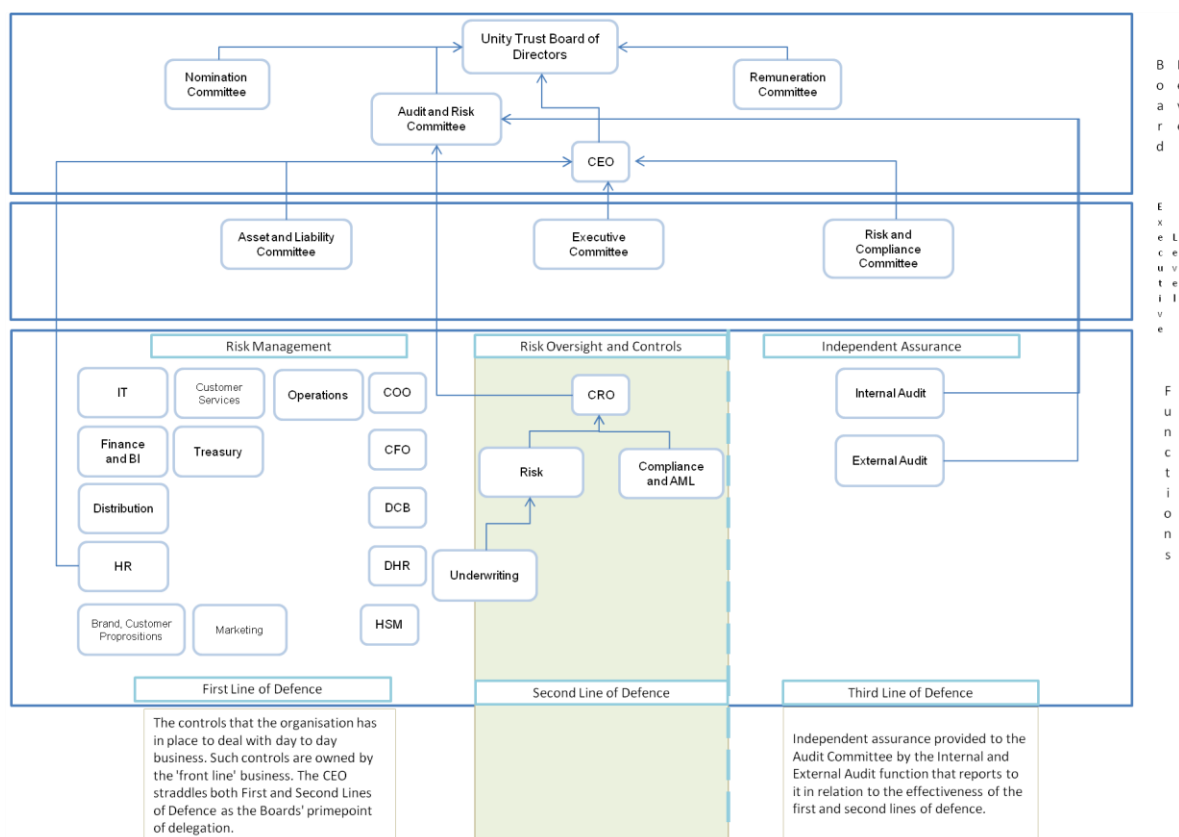 Unity Trust Board of
Directors
Nomination
Committee
Remuneration
Committee
Audit and Risk
Committee
CEO
Board
Asset and Liability
Committee
Executive
Committee
Risk and
Compliance
Committee
Executive
Level
Risk Management
Risk Oversight and Controls
Independent Assurance
IT
Customer
Services
Operations
COO
CRO
Internal Audit
Finance
and BI
Treasury
CFO
Risk
Compliance
and AML
External Audit
Distribution
DCB
HR
DHR
Underwriting
Brand, Customer
Proprositions
Marketing
HSM
Functions
First Line of Defence
Second Line of Defence
Third Line of Defence
The controls that the organisation has
in place to deal with day to day
business. Such controls are owned by
the 'front line' business. The CEO
straddles both First and Second Lines
of Defence as the Boards' primepoint
of delegation.
Independent assurance provided to the
Audit Committee by the Internal and
External Audit function that reports to
it in relation to the effectiveness of the
first and second lines of defence.